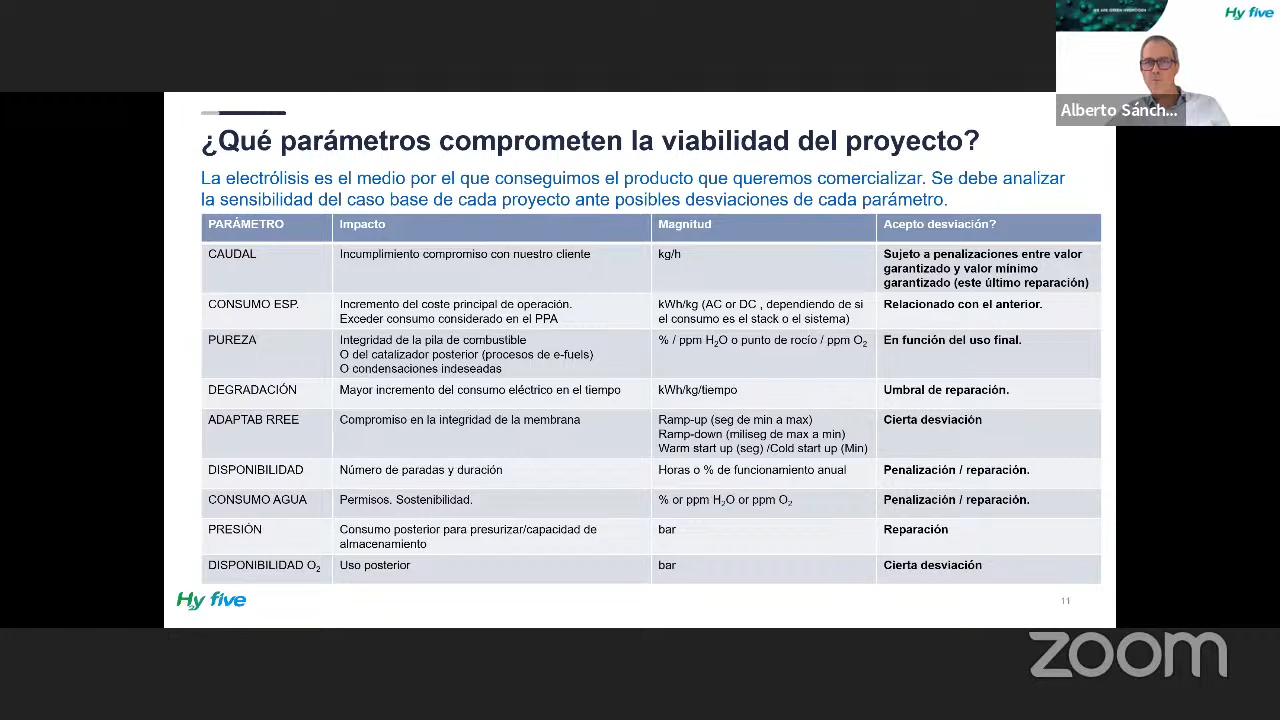 WE ARE GREEN HYDROGEN
Hy five
Alberto Sánch...
¿Qué parámetros comprometen la viabilidad del proyecto?
La electrólisis es el medio por el que conseguimos el producto que queremos comercializar. Se debe analizar
la sensibilidad del caso base de cada proyecto ante posibles desviaciones de cada parámetro.
PARÁMETRO Impacto Magnitud Acepto desviación?
CAUDAL Incumplimiento compromiso con nuestro cliente kg/h Sujeto a penalizaciones entre valor
garantizado y valor mínimo
garantizado (este último reparación)
CONSUMO ESP. Incremento del coste principal de operación. kWh/kg (AC or DC , dependiendo de si Relacionado con el anterior.
Exceder consumo considerado en el PPA el consumo es el stack o el sistema)
PUREZA Integridad de la pila de combustible % / ppm H₂O o punto de rocío / ppm O₂ En función del uso final.
O del catalizador posterior (procesos de e-fuels)
O condensaciones indeseadas
DEGRADACIÓN Mayor incremento del consumo eléctrico en el tiempo kWh/kg/tiempo Umbral de reparación.
ADAPTAB RREE Compromiso en la integridad de la membrana Ramp-up (seg de min a max) Cierta desviación
Ramp-down (miliseg de max a min)
Warm start up (seg) /Cold start up (Min)
DISPONIBILIDAD Número de paradas y duración Horas o % de funcionamiento anual Penalización / reparación.
CONSUMO AGUA Permisos. Sostenibilidad. % or ppm H₂O or ppm O₂ Penalización / reparación.
PRESIÓN Consumo posterior para presurizar/capacidad de bar Reparación
almacenamiento
DISPONIBILIDAD O₂ Uso posterior bar Cierta desviación
Hy five
11
zoom